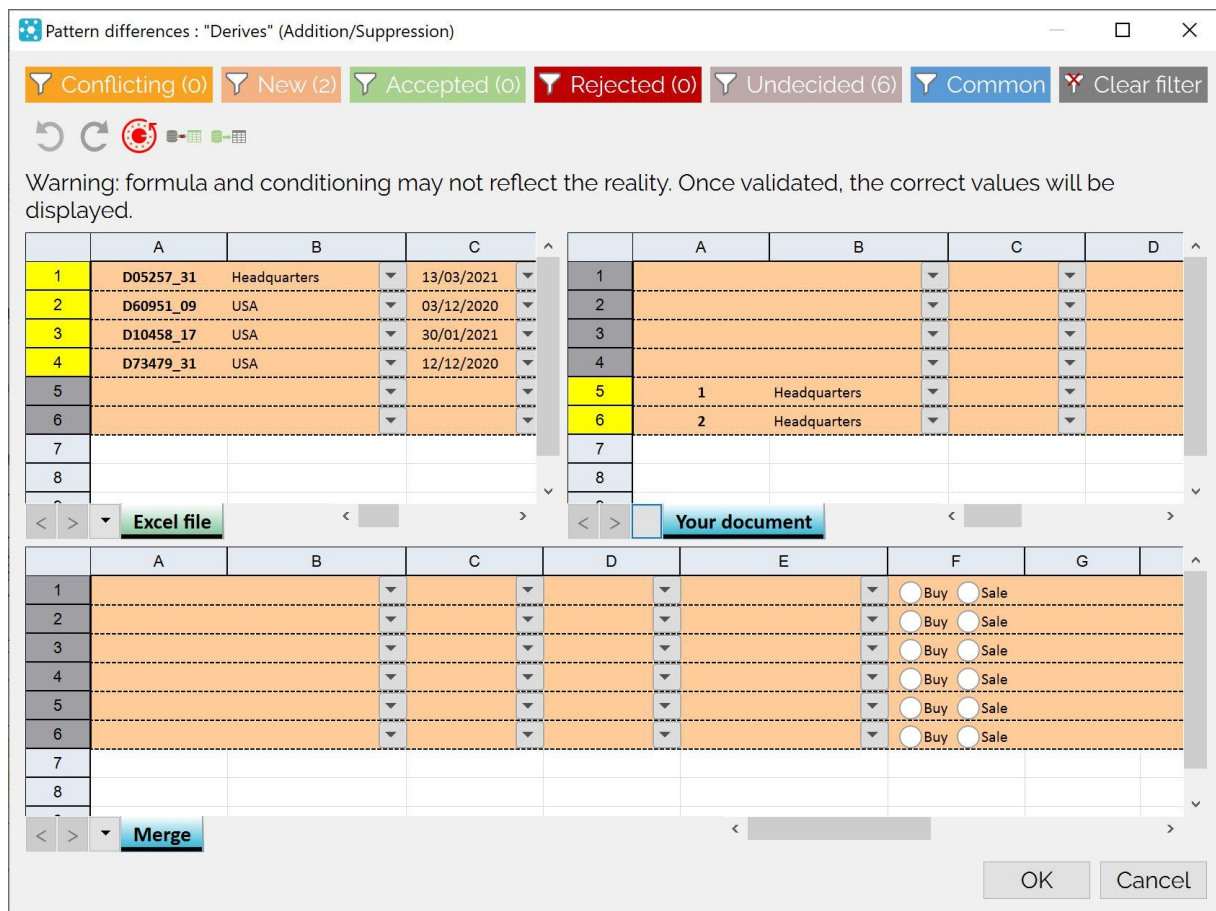 Pattern differences : "Derives" (Addition/Suppression)
Conflicting (0) New (2) Accepted (0) Rejected (0) Undecided (6) Common Clear filter
Warning: formula and conditioning may not reflect the reality. Once validated, the correct values will be
displayed.
A B C
1 D05257_31 Headquarters 13/03/2021
2 D60951_09 USA 03/12/2020
3 D10458_17 USA 30/01/2021
4 D73479_31 USA 12/12/2020
5
6
7
8
Excel file
A B C D
1
2
3
4
5 1 Headquarters
6 2 Headquarters
7
8
Your document
A B C D E F G
1 Buy Sale
2 Buy Sale
3 Buy Sale
4 Buy Sale
5 Buy Sale
6 Buy Sale
7
8
Merge
OK Cancel